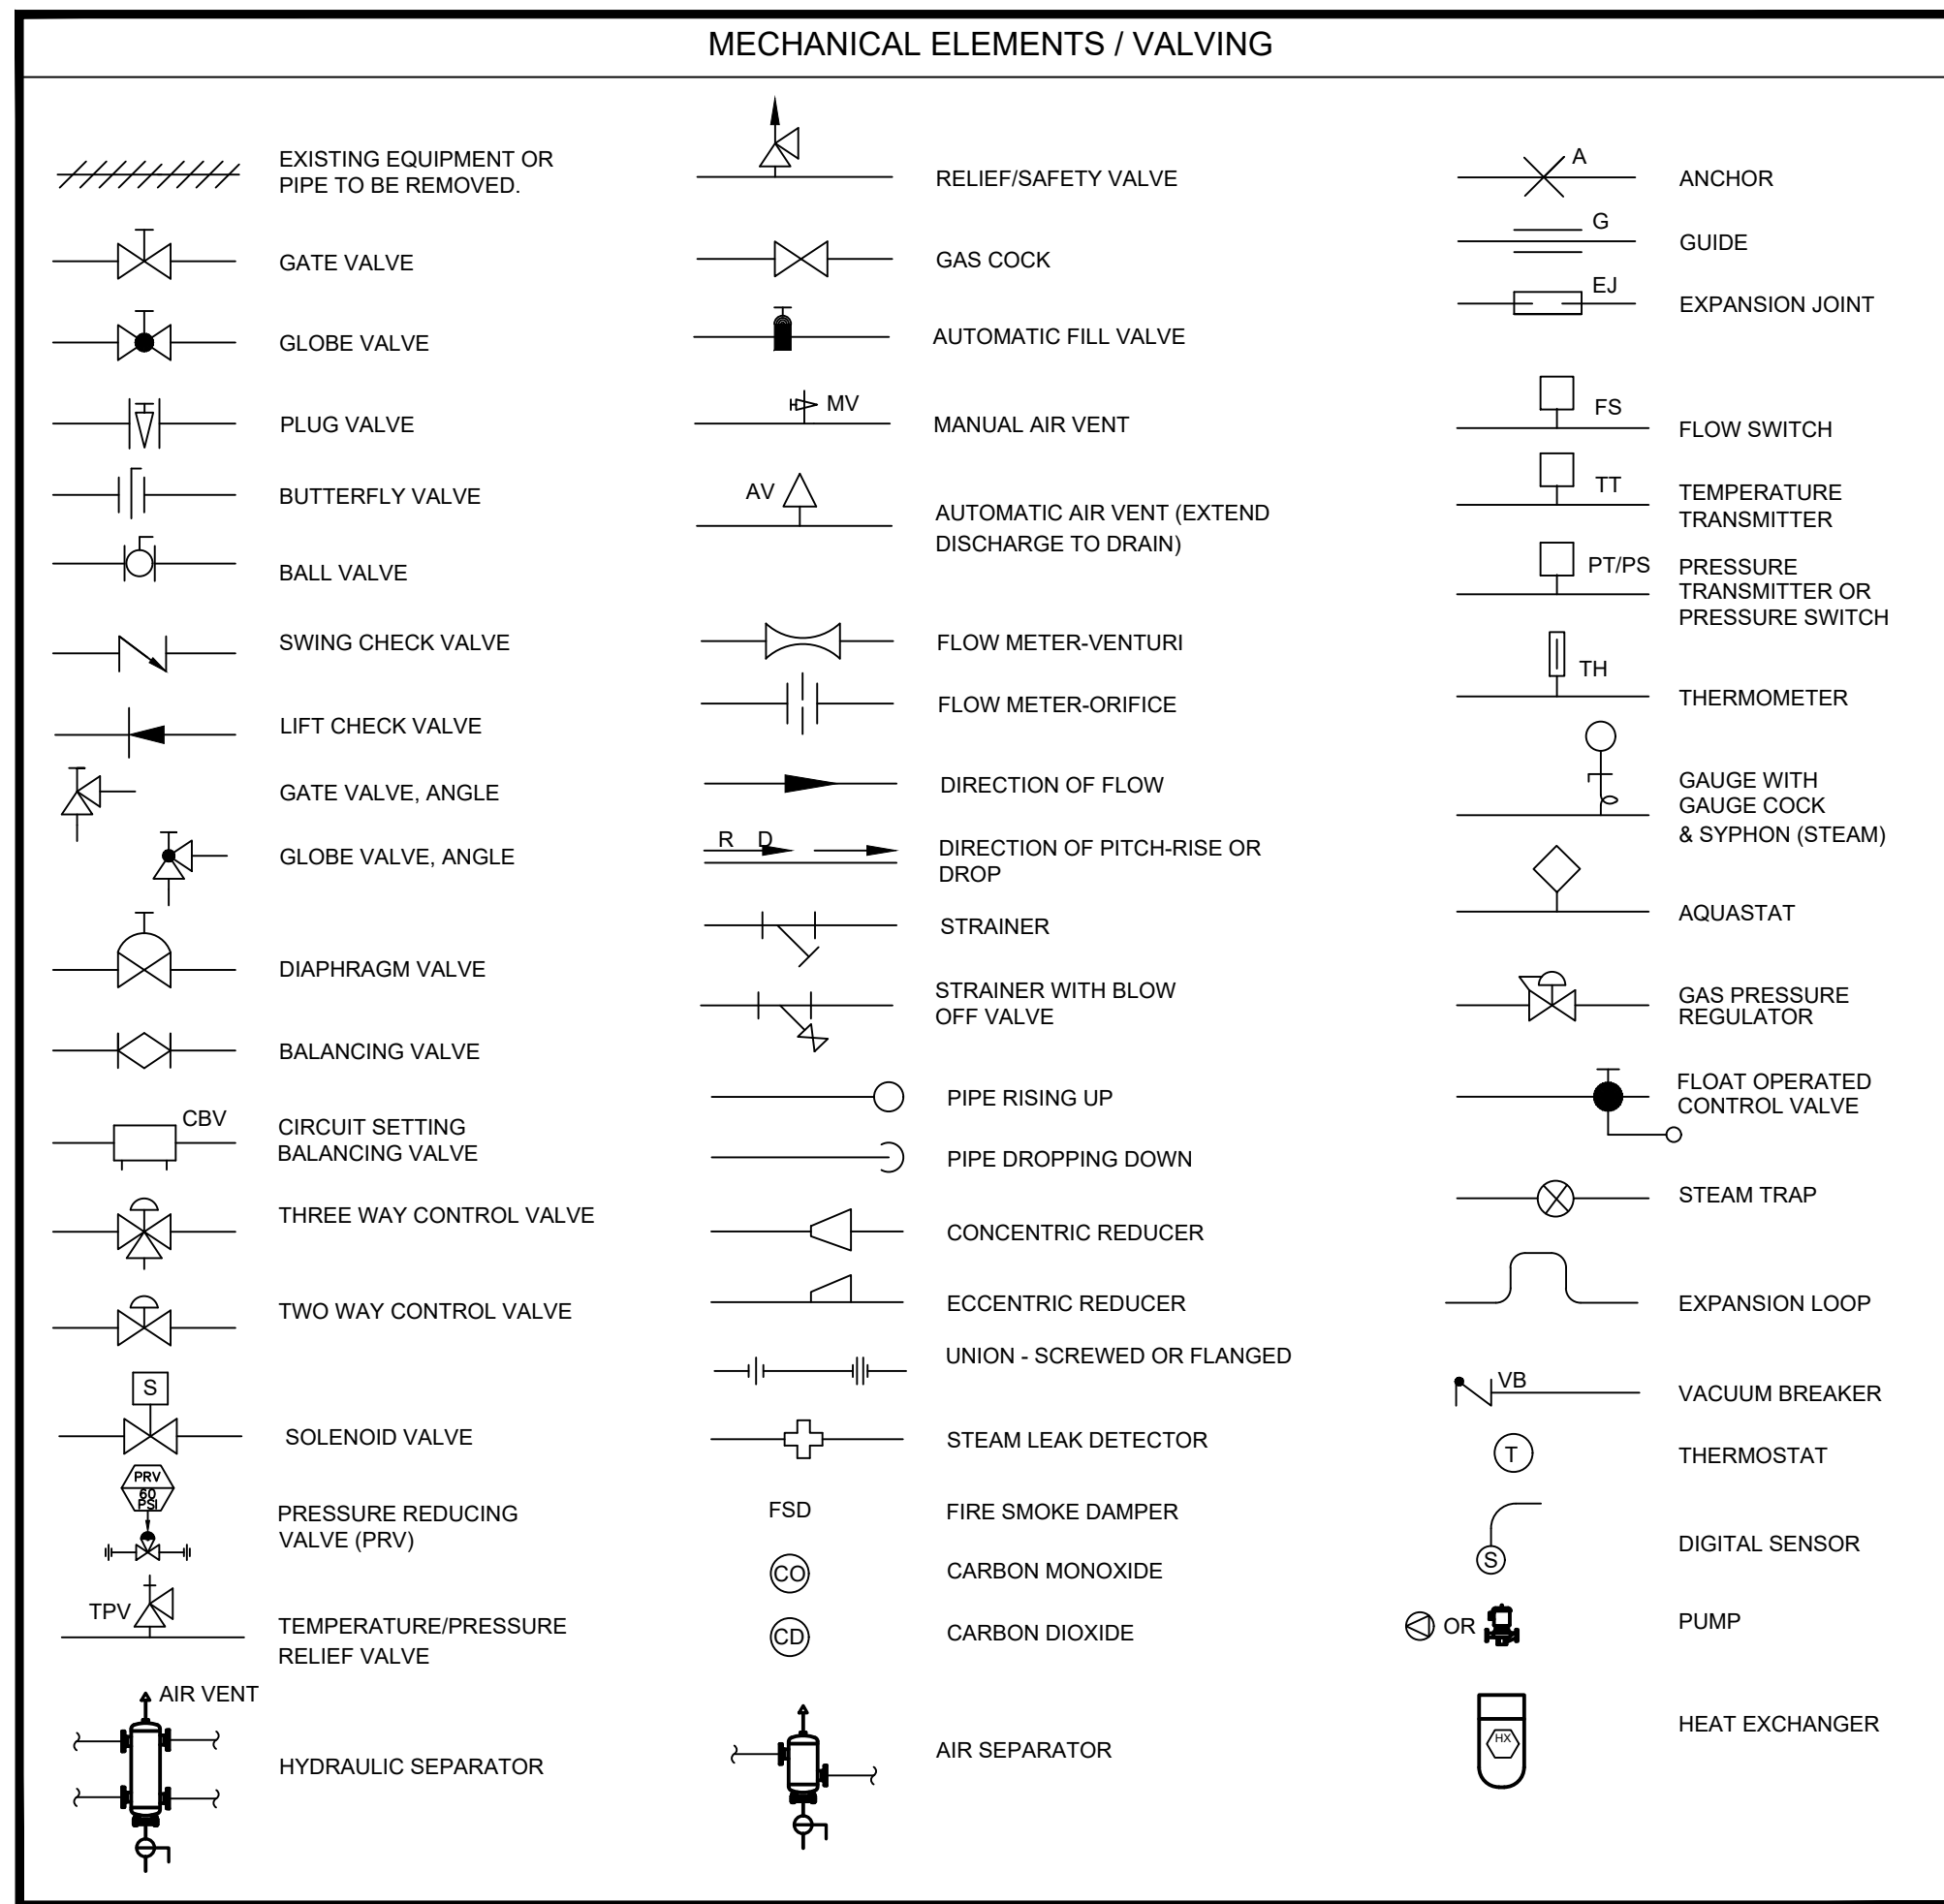 MECHANICAL ELEMENTS / VALVING
EXISTING EQUIPMENT OR
PIPE TO BE REMOVED.
GATE VALVE
GLOBE VALVE
PLUG VALVE
BUTTERFLY VALVE
BALL VALVE
SWING CHECK VALVE
LIFT CHECK VALVE
GATE VALVE, ANGLE
GLOBE VALVE, ANGLE
DIAPHRAGM VALVE
BALANCING VALVE
CBV
CIRCUIT SETTING
BALANCING VALVE
THREE WAY CONTROL VALVE
TWO WAY CONTROL VALVE
S
SOLENOID VALVE
PRV
60
PSI
PRESSURE REDUCING
VALVE (PRV)
TPV
TEMPERATURE/PRESSURE
RELIEF VALVE
AIR VENT
HYDRAULIC SEPARATOR
RELIEF/SAFETY VALVE
GAS COCK
AUTOMATIC FILL VALVE
MV
MANUAL AIR VENT
AV
AUTOMATIC AIR VENT (EXTEND
DISCHARGE TO DRAIN)
FLOW METER-VENTURI
FLOW METER-ORIFICE
DIRECTION OF FLOW
R D
DIRECTION OF PITCH-RISE OR
DROP
STRAINER
STRAINER WITH BLOW
OFF VALVE
PIPE RISING UP
PIPE DROPPING DOWN
CONCENTRIC REDUCER
ECCENTRIC REDUCER
UNION - SCREWED OR FLANGED
STEAM LEAK DETECTOR
FSD
FIRE SMOKE DAMPER
CO
CARBON MONOXIDE
CD
CARBON DIOXIDE
AIR SEPARATOR
A
ANCHOR
G
GUIDE
EJ
EXPANSION JOINT
FS
FLOW SWITCH
TT
TEMPERATURE
TRANSMITTER
PT/PS
PRESSURE
TRANSMITTER OR
PRESSURE SWITCH
TH
THERMOMETER
GAUGE WITH
GAUGE COCK
& SYPHON (STEAM)
AQUASTAT
GAS PRESSURE
REGULATOR
FLOAT OPERATED
CONTROL VALVE
STEAM TRAP
EXPANSION LOOP
VB
VACUUM BREAKER
T
THERMOSTAT
S
DIGITAL SENSOR
OR
PUMP
HX
HEAT EXCHANGER